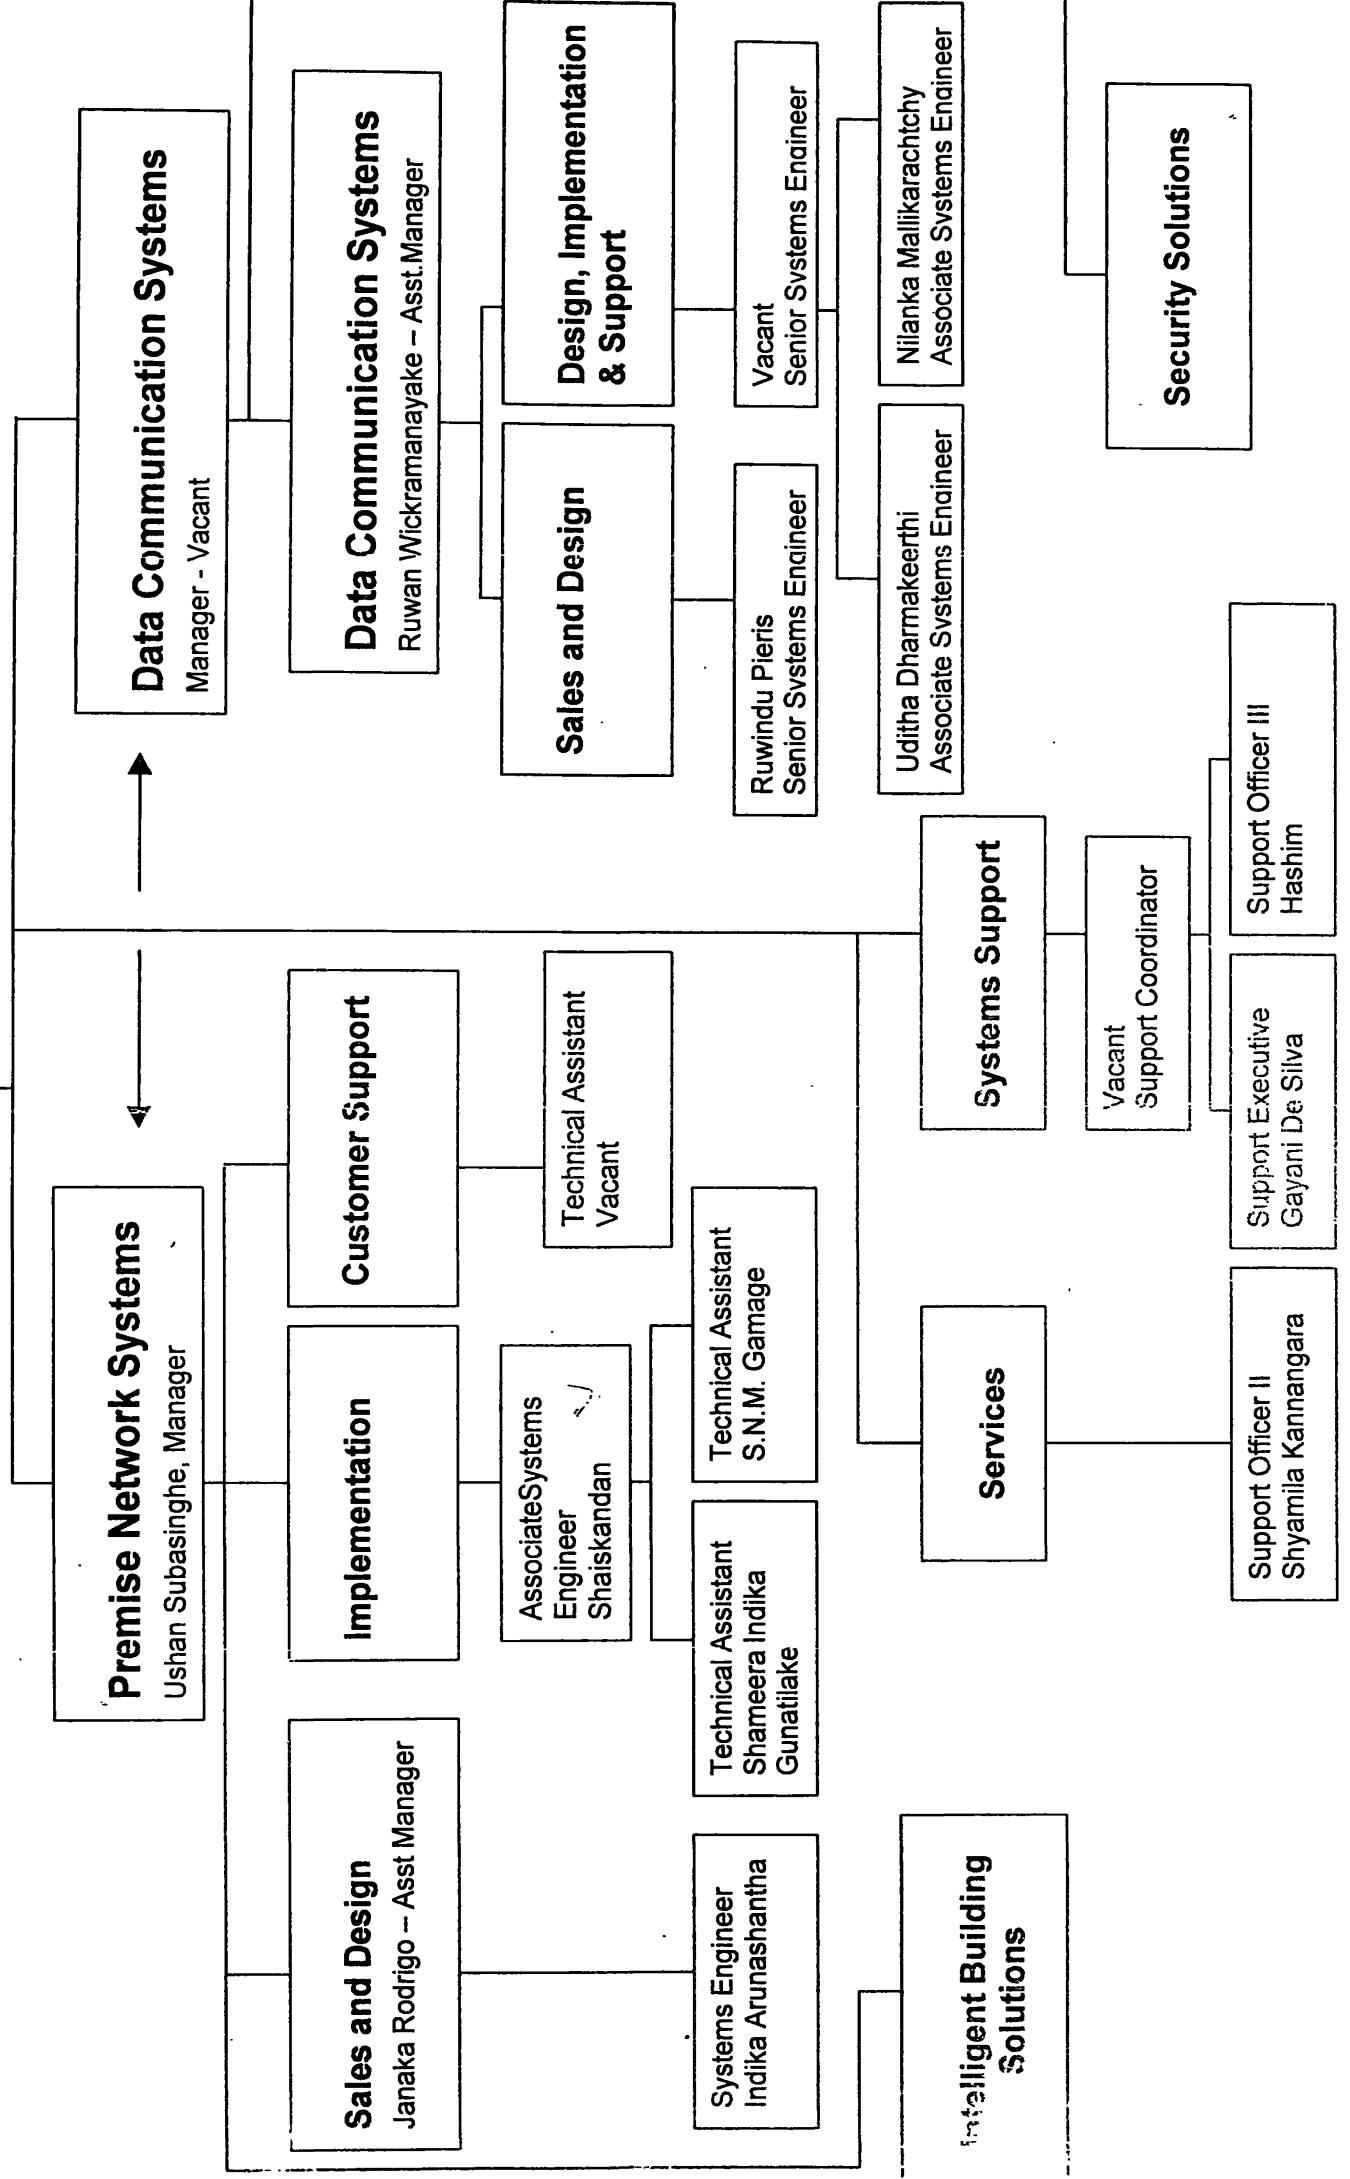 Premise Network Systems
Ushan Subasinghe, Manager
Data Communication Systems
Manager - Vacant
Sales and Design
Janaka Rodrigo – Asst Manager
Implementation
Customer Support
Data Communication Systems
Ruwan Wickramanayake – Asst.Manager
AssociateSystems
Engineer
Shaiskandan
Technical Assistant
Vacant
Sales and Design
Design, Implementation
& Support
Systems Engineer
Indika Arunashantha
Technical Assistant
Shameera Indika
Gunatilake
Technical Assistant
S.N.M. Gamage
Ruwindu Pieris
Senior Systems Engineer
Vacant
Senior Systems Engineer
Uditha Dharmakeerthi
Associate Systems Engineer
Nilanka Mallikarachtchy
Associate Systems Engineer
Intelligent Building
Solutions
Services
Systems Support
Vacant
Support Coordinator
Security Solutions
Support Officer II
Shyamila Kannangara
Support Executive
Gayani De Silva
Support Officer III
Hashim